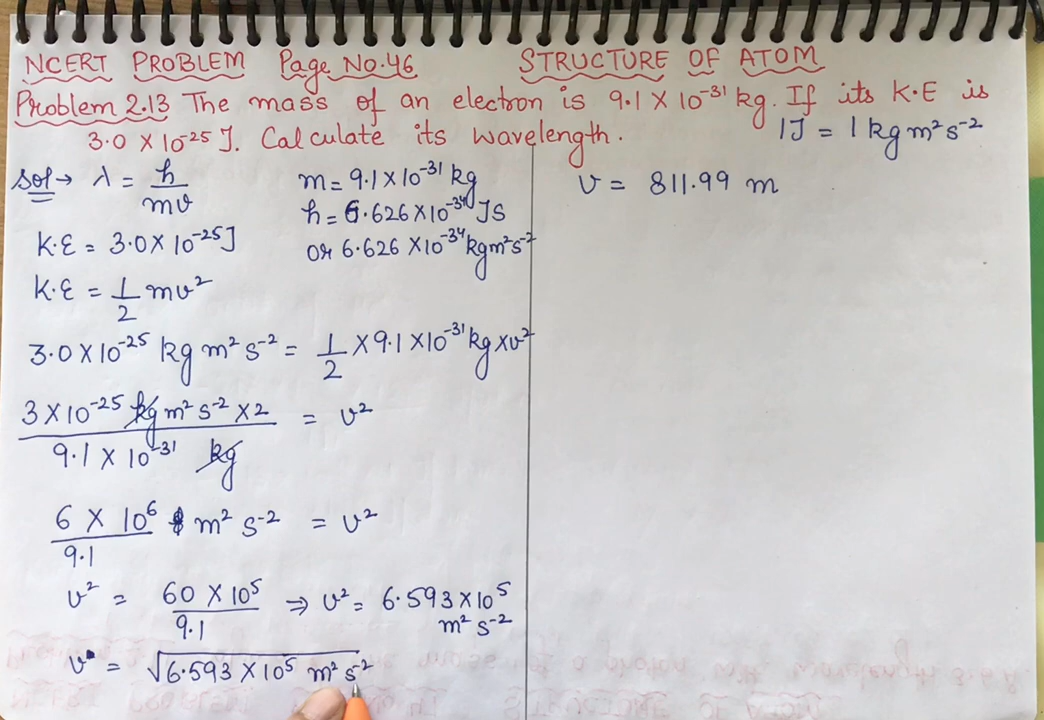 NCERT PROBLEM Page No.46 STRUCTURE OF ATOM
Problem 2.13 The mass of an electron is 9.1 X 10⁻³¹ kg. If its K.E is
3.0 X 10⁻²⁵ J. Calculate its wavelength.
1J = 1 kg m² s⁻²
Sol → λ = h/mv
m = 9.1 X 10⁻³¹ kg
h = 6.626 X 10⁻³⁴ JS
or 6.626 X 10⁻³⁴ kg m² s⁻²
K.E = 3.0 X 10⁻²⁵ J
K.E = 1/2 mv²
3.0 X 10⁻²⁵ kg m² s⁻² = 1/2 X 9.1 X 10⁻³¹ kg x v²
3 X 10⁻²⁵ kg m² s⁻² X 2 / 9.1 X 10⁻³¹ kg = v²
6 X 10⁶ / 9.1 m² s⁻² = v²
v² = 60 X 10⁵ / 9.1 ⇒ v² = 6.593 X 10⁵
m² s⁻²
v = √6.593 X 10⁵ m² s⁻²
v = 811.99 m